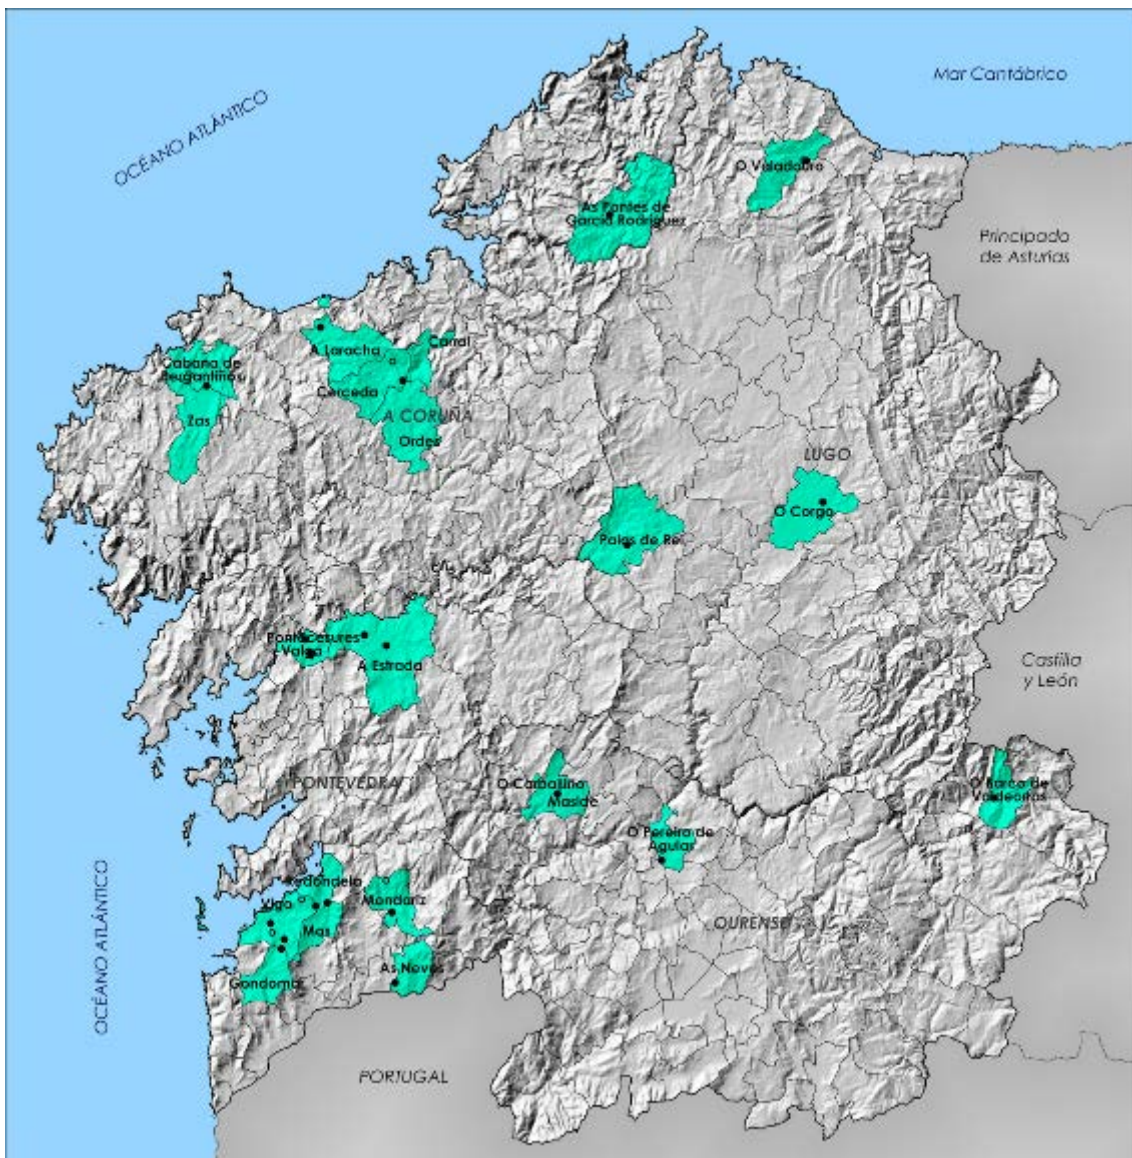 Mar Cantábrico
OCÉANO ATLÁNTICO
O Valadouro
As Pontes de
García Rodríguez
Principado
de Asturias
Carral
A Laracha
Cabana de
Bergantiños
Cerceda
A CORUÑA
Zas
Ordes
LUGO
O Corgo
Palas de Rei
Pontecesures
Valga
A Estrada
Castilla
y León
PONTEVEDRA
O Carballiño
Maside
O Barco de
Valdeorras
O Pereiro de
Aguiar
Redondela
Vigo
Mondariz
Mos
OURENSE
As Neves
Gondomar
OCÉANO ATLÁNTICO
PORTUGAL